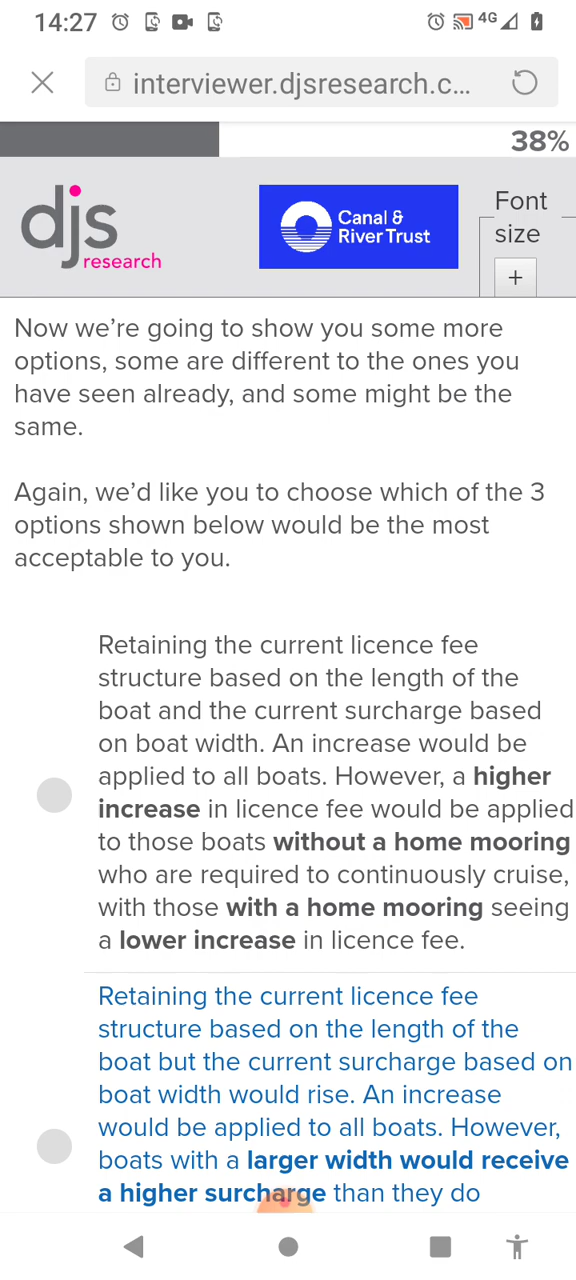 14:27
4G
interviewer.djsresearch.c...
38%
djs
research
Canal &
River Trust
Font
size
+
Now we’re going to show you some more
options, some are different to the ones you
have seen already, and some might be the
same.
Again, we’d like you to choose which of the 3
options shown below would be the most
acceptable to you.
Retaining the current licence fee
structure based on the length of the
boat and the current surcharge based
on boat width. An increase would be
applied to all boats. However, a higher
increase in licence fee would be applied
to those boats without a home mooring
who are required to continuously cruise,
with those with a home mooring seeing
a lower increase in licence fee.
Retaining the current licence fee
structure based on the length of the
boat but the current surcharge based on
boat width would rise. An increase
would be applied to all boats. However,
boats with a larger width would receive
a higher surcharge than they do